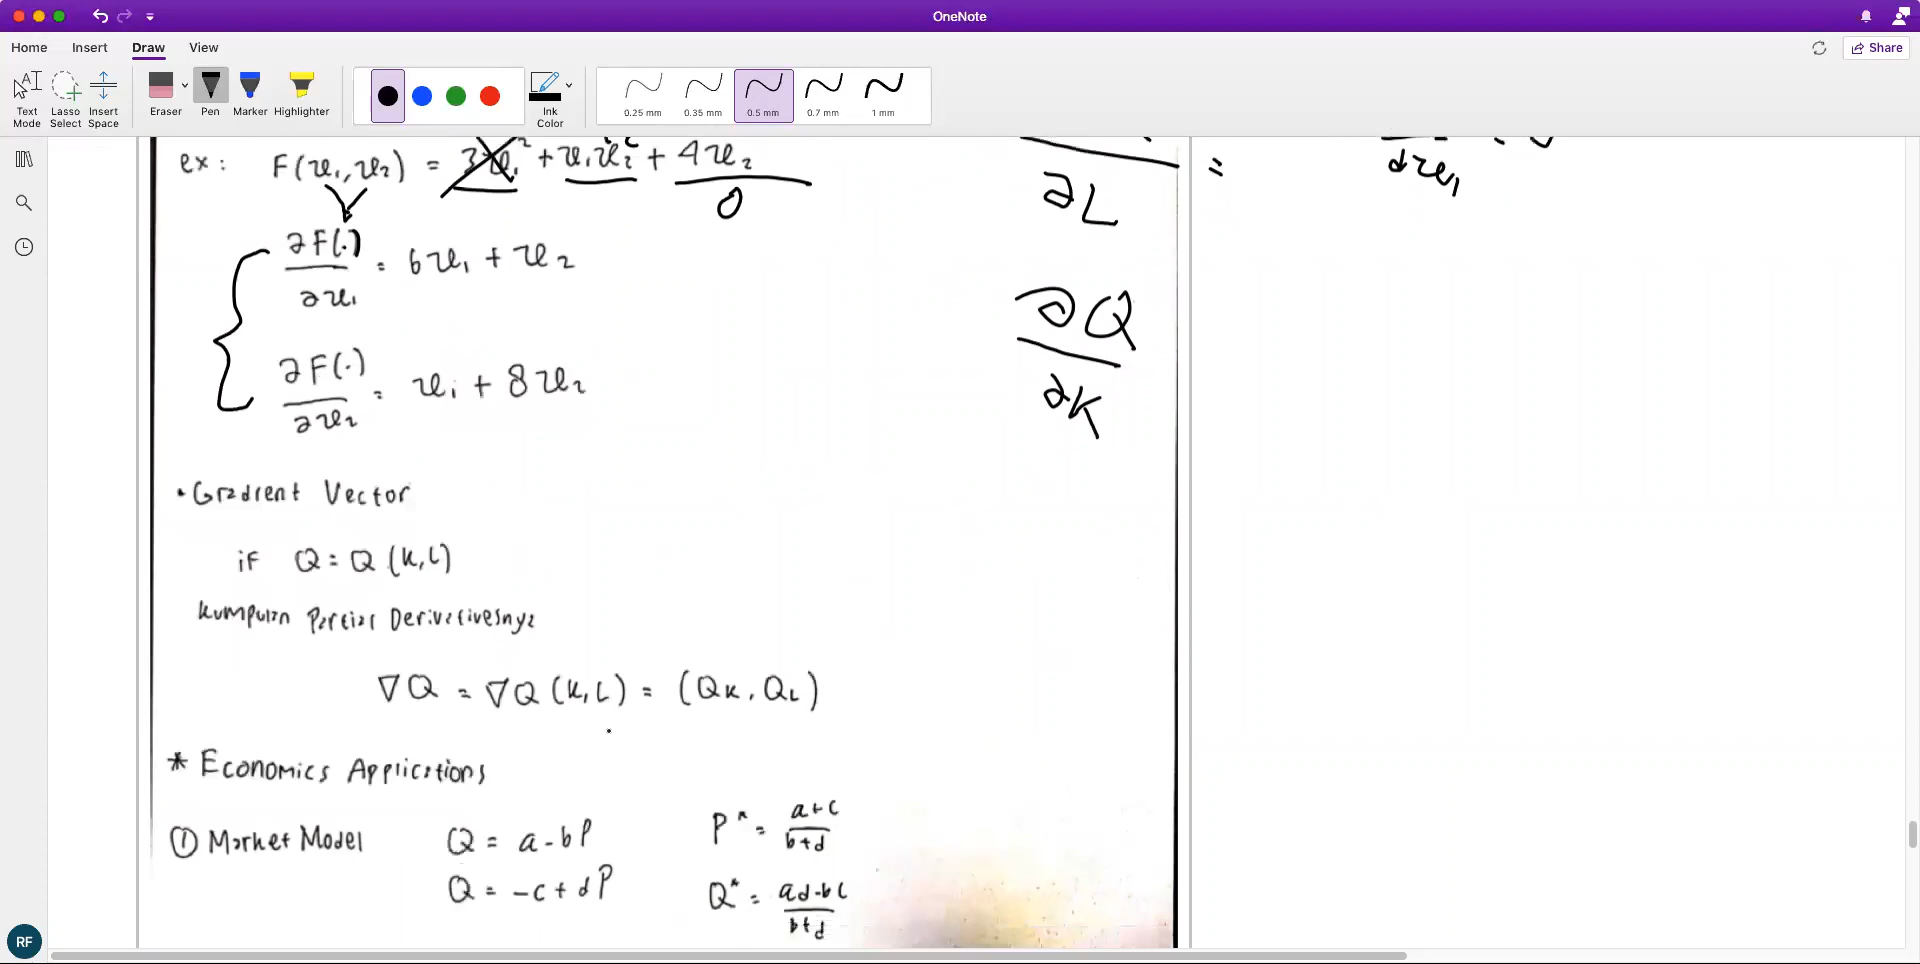 OneNote
Home Insert Draw View
Share
Text Mode
Lasso Select
Insert Space
Eraser
Pen
Marker
Highlighter
Ink Color
0.25 mm
0.35 mm
0.5 mm
0.7 mm
1 mm
ex: F(x₁,x₂) = 3x₁² + x₁x₂ + 4x₂
0
∂F(.)/∂x₁ = 6x₁ + x₂
∂F(.)/∂x₂ = x₁ + 8x₂
∂L
=
dx₁
∂Q/∂K
• Gradient Vector
if Q = Q (K,L)
kumpulan Partial Derivativesnya
∇Q = ∇Q (K,L) = (QK, QL)
* Economics Applications
① Market Model
Q = a - bP
Q = -c + dP
P* = a+c/b+d
Q* = ad-bc/b+d
RF